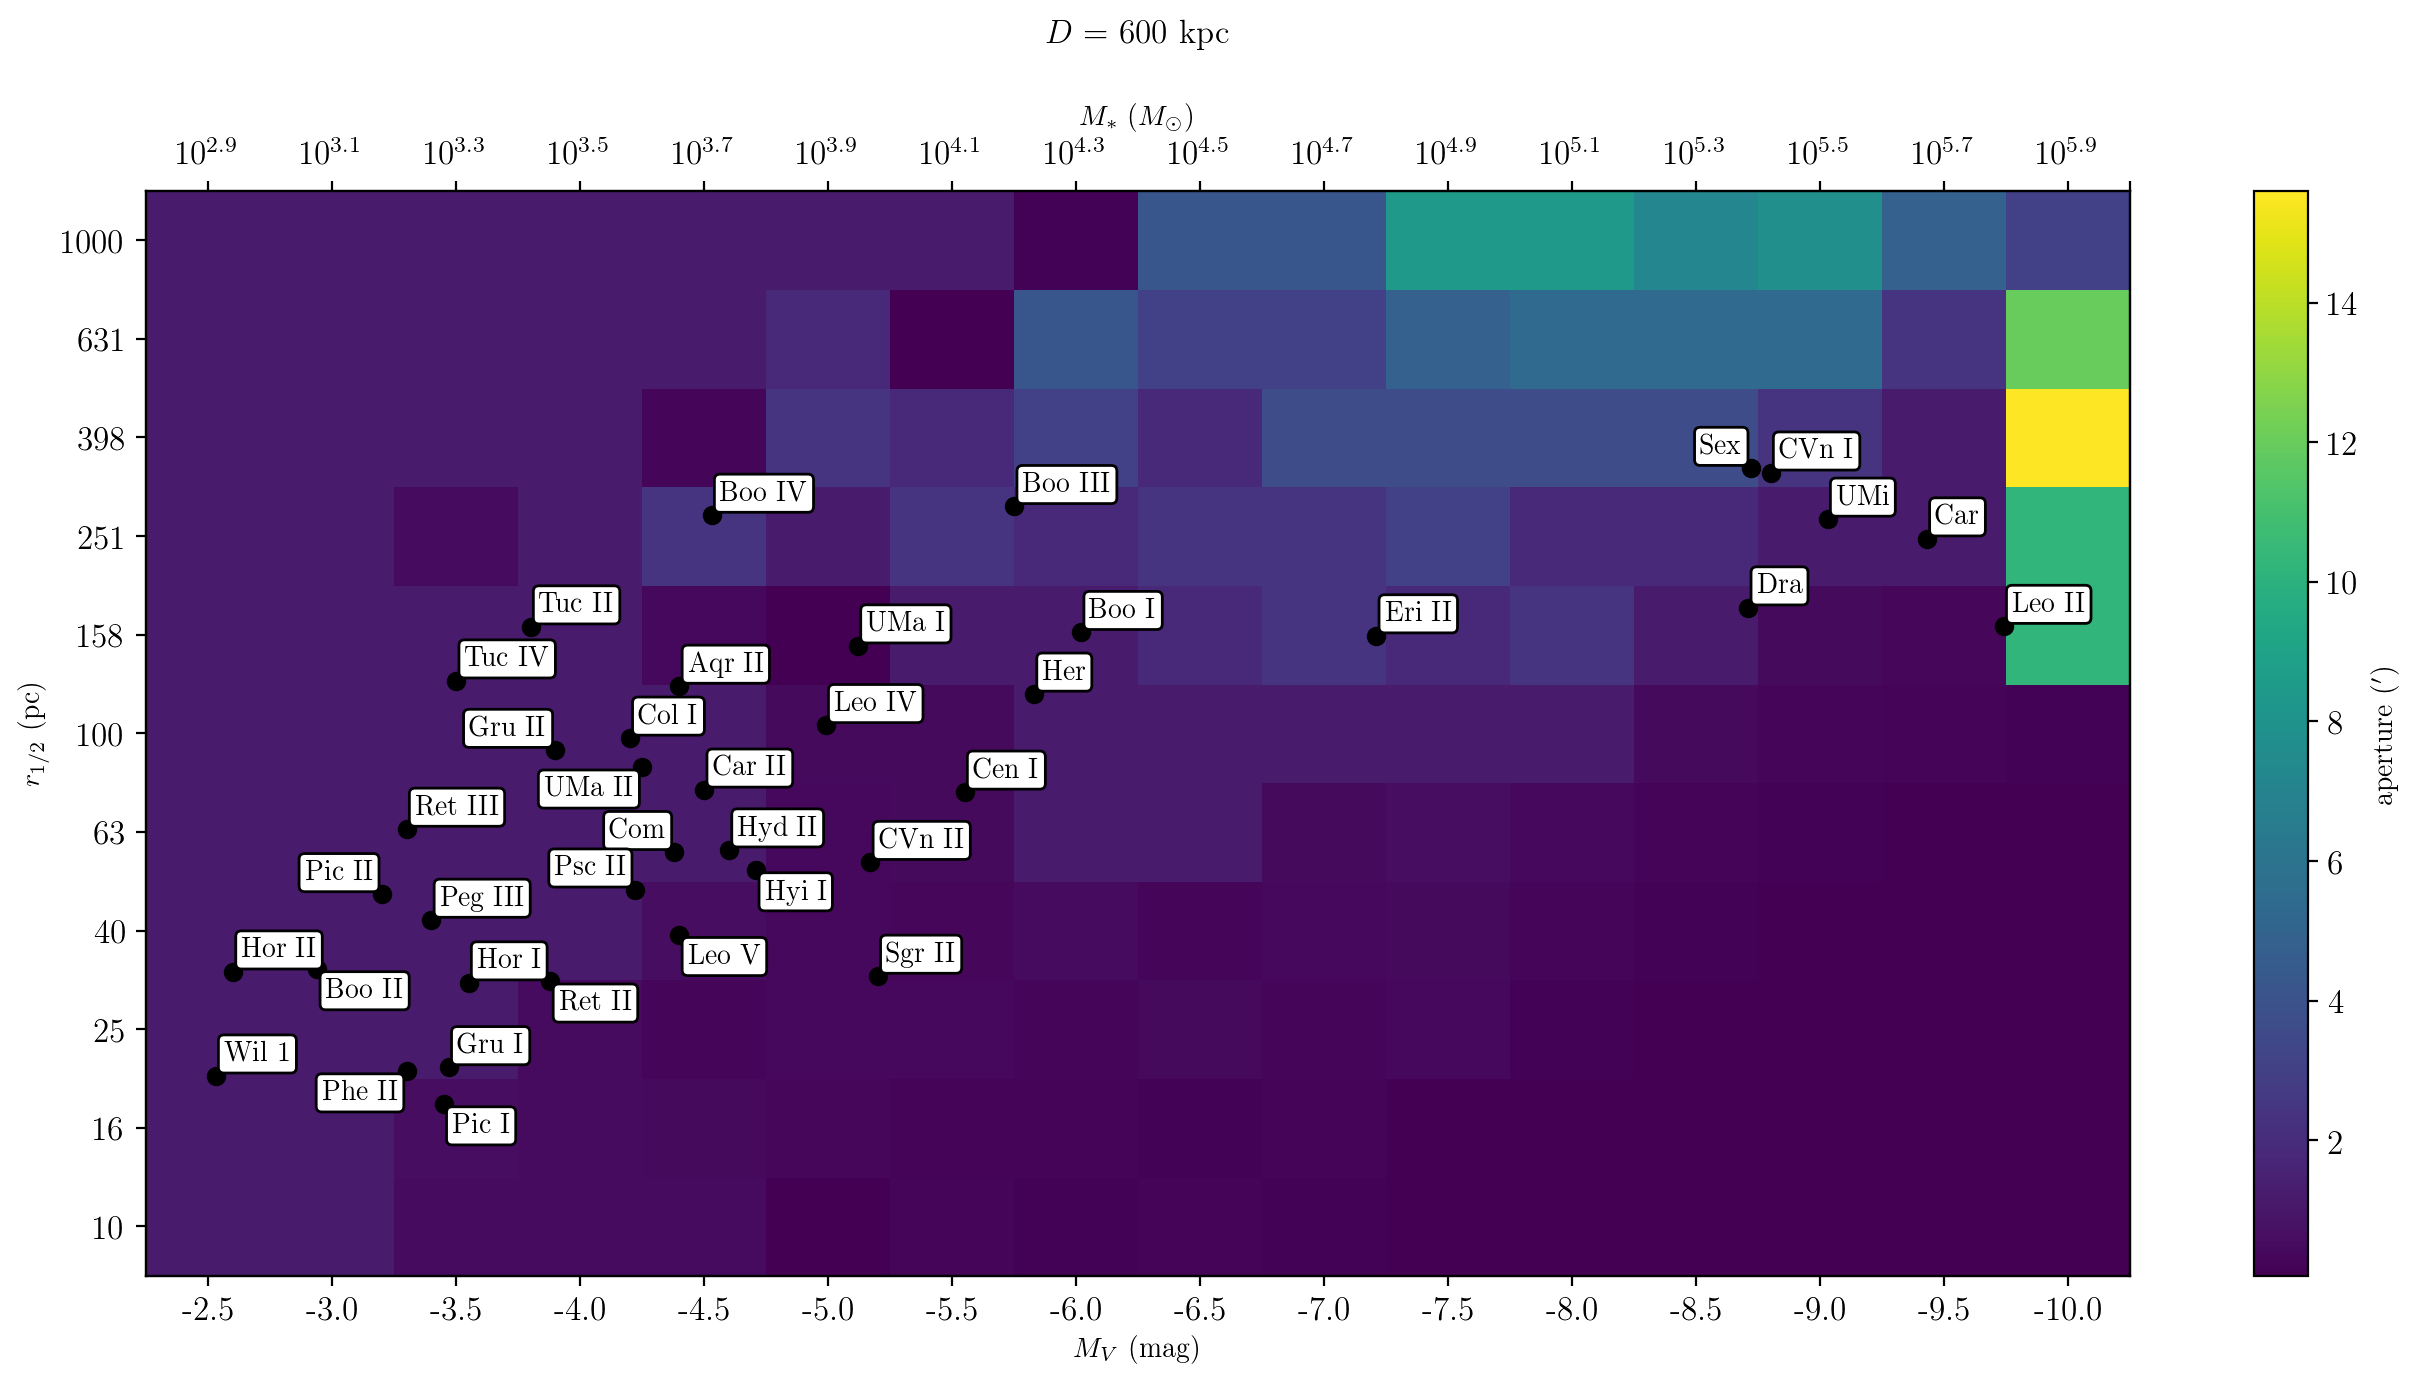 D = 600 kpc
M* (M⊙)
10^2.9 10^3.1 10^3.3 10^3.5 10^3.7 10^3.9 10^4.1 10^4.3 10^4.5 10^4.7 10^4.9 10^5.1 10^5.3 10^5.5 10^5.7 10^5.9
1000
631
398
251
158
100
63
40
25
16
10
r1/2 (pc)
Sex
CVn I
Boo IV
Boo III
UMi
Car
Dra
Tuc II
Leo II
Boo I
Eri II
UMa I
Tuc IV
Aqr II
Her
Leo IV
Col I
Gru II
Cen I
Car II
UMa II
Ret III
Com
Hyd II
CVn II
Psc II
Pic II
Hyi I
Peg III
Hor II
Sgr II
Leo V
Hor I
Boo II
Ret II
Gru I
Wil 1
Phe II
Pic I
-2.5 -3.0 -3.5 -4.0 -4.5 -5.0 -5.5 -6.0 -6.5 -7.0 -7.5 -8.0 -8.5 -9.0 -9.5 -10.0
MV (mag)
14
12
10
8
6
4
2
aperture (′)